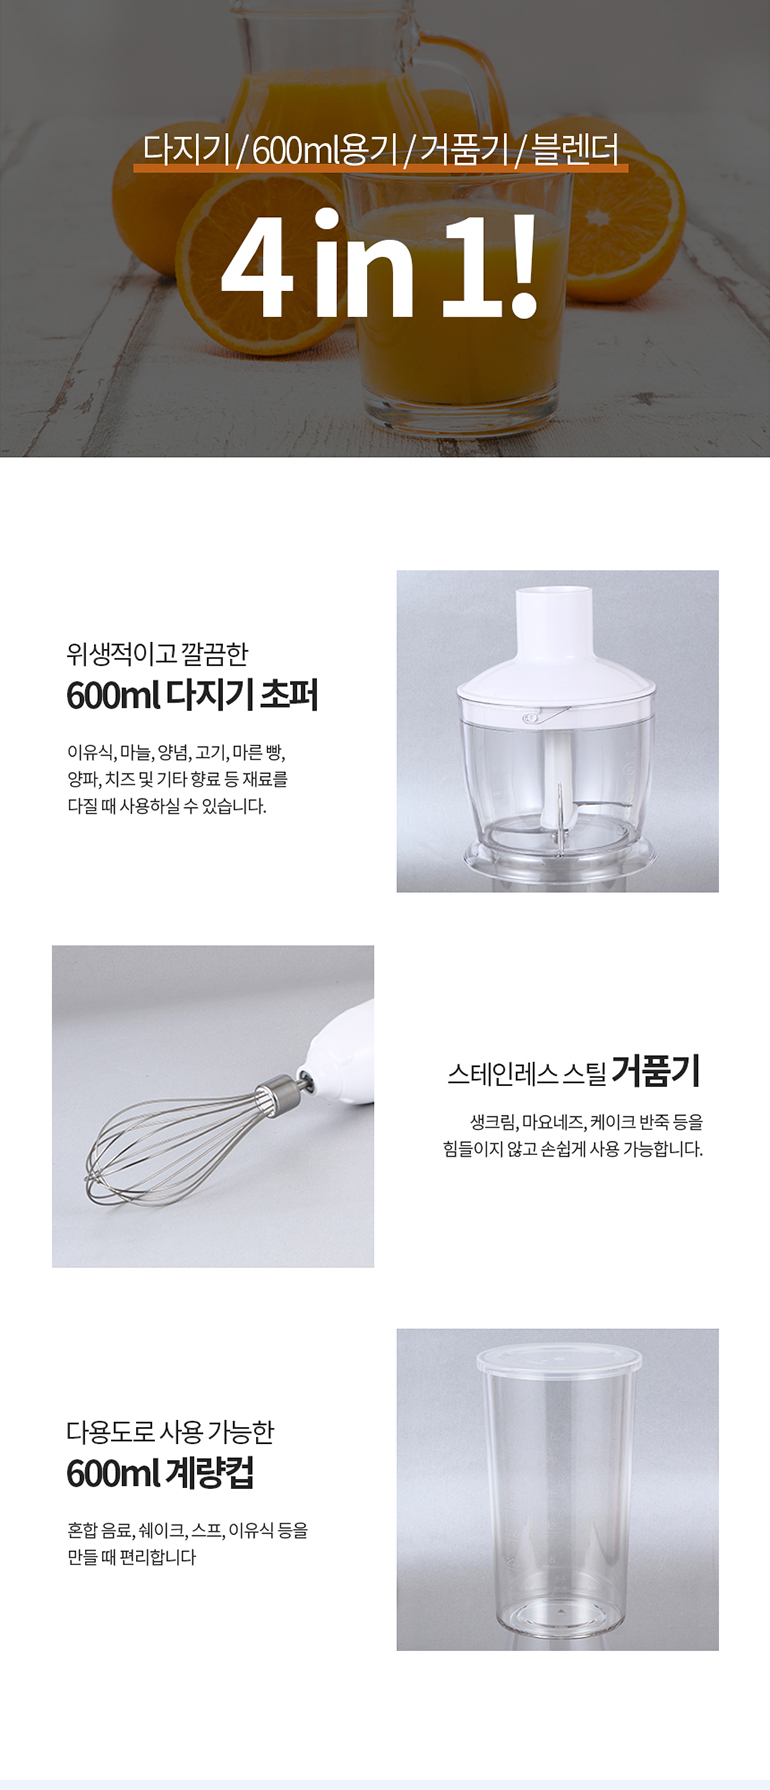 다지기 / 600ml용기 / 거품기 / 블렌더
4 in 1!
위생적이고 깔끔한
600ml 다지기 초퍼
이유식, 마늘, 양념, 고기, 마른 빵,
양파, 치즈 및 기타 향료 등 재료를
다질 때 사용하실 수 있습니다.
스테인레스 스틸 거품기
생크림, 마요네즈, 케이크 반죽 등을
힘들이지 않고 손쉽게 사용 가능합니다.
다용도로 사용 가능한
600ml 계량컵
혼합 음료, 쉐이크, 스프, 이유식 등을
만들 때 편리합니다